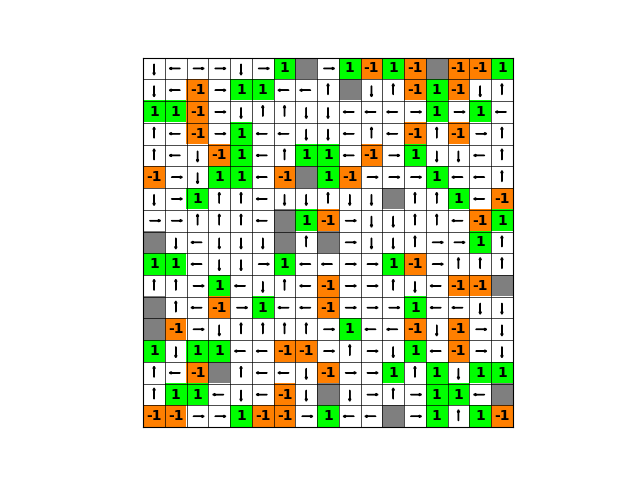 ↓ ← → → ↓ → 1 → 1 -1 1 -1 -1 -1 1
↓ ← -1 → 1 1 ← ← ↑ ↓ ↑ -1 1 -1 ↓ ↑
1 1 -1 → ↓ ↑ ↑ ↓ ↓ ← ← ← → 1 → 1 ←
↑ ← -1 → 1 ← ← ↓ ↓ ← ↑ ← -1 ↑ -1 → ↑
↑ ← ↓ -1 1 ← ↑ 1 1 ← -1 → 1 ↓ ↓ ← ↑
-1 → ↓ 1 1 ← -1 1 -1 → → → 1 ← ← ↑
↓ → 1 ↑ ↑ ← ↓ ↓ ↑ ↓ ↓ ↑ ↑ 1 ← -1
→ → ↑ ↑ ↑ ← 1 -1 → ↓ ↓ ↑ ↑ ← -1 1
↓ ← ↓ ↓ ↓ ↑ → ↓ ↓ ↑ → → 1 ↑
1 1 ← ↓ ↓ → 1 ← ← → → 1 -1 → ↑ ↑ ↑
↑ ↑ → 1 ← ↓ ↑ ← -1 → → ↑ ↓ ← -1 -1
↑ ← -1 → 1 ← ← -1 → → → 1 ← ← ↓ ↓
-1 → ↓ ↑ ↑ ↑ ↑ → 1 ← ← -1 ↓ -1 → ↓
1 ↓ 1 1 ← ← -1 -1 → ↑ → ↓ 1 ← -1 → ↓
↑ ← -1 ↑ ← ← ↓ -1 → → 1 ↑ 1 ↓ 1 1
↑ 1 1 ← ↓ ← -1 ↓ ↓ → ↑ → 1 1 ←
-1 -1 → → 1 -1 -1 → 1 ← ← → 1 ↑ 1 -1